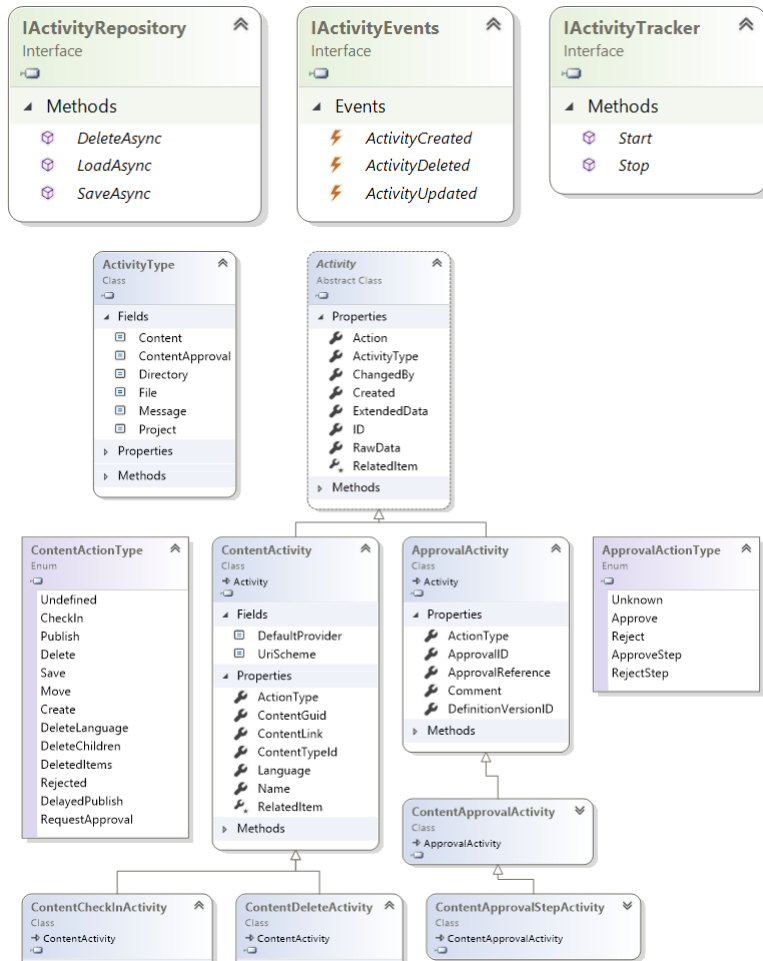 IActivityRepository
Interface
Methods
DeleteAsync
LoadAsync
SaveAsync
IActivityEvents
Interface
Events
ActivityCreated
ActivityDeleted
ActivityUpdated
IActivityTracker
Interface
Methods
Start
Stop
ActivityType
Class
Fields
Content
ContentApproval
Directory
File
Message
Project
Properties
Methods
Activity
Abstract Class
Properties
Action
ActivityType
ChangedBy
Created
ExtendedData
ID
RawData
RelatedItem
Methods
ContentActionType
Enum
Undefined
CheckIn
Publish
Delete
Save
Move
Create
DeleteLanguage
DeleteChildren
DeletedItems
Rejected
DelayedPublish
RequestApproval
ContentActivity
Class
Activity
Fields
DefaultProvider
UriScheme
Properties
ActionType
ContentGuid
ContentLink
ContentTypeId
Language
Name
RelatedItem
Methods
ApprovalActivity
Class
Activity
Properties
ActionType
ApprovalID
ApprovalReference
Comment
DefinitionVersionID
Methods
ApprovalActionType
Enum
Unknown
Approve
Reject
ApproveStep
RejectStep
ContentApprovalActivity
Class
ApprovalActivity
ContentCheckInActivity
Class
ContentActivity
ContentDeleteActivity
Class
ContentActivity
ContentApprovalStepActivity
Class
ContentApprovalActivity